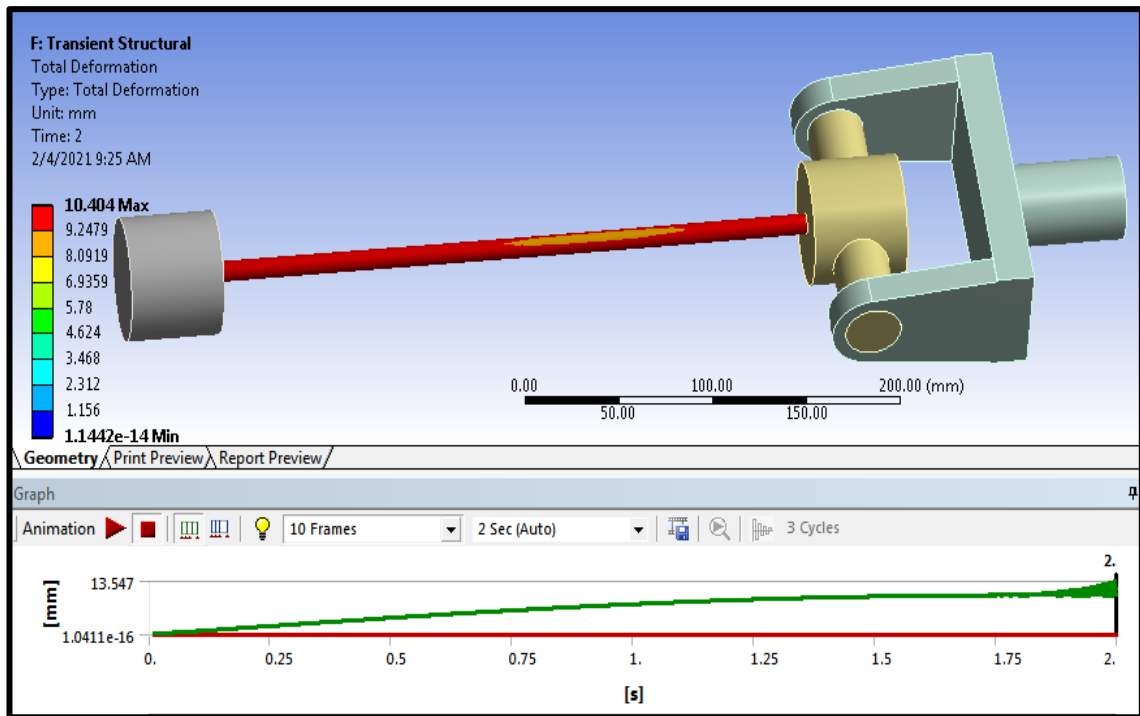 F: Transient Structural
Total Deformation
Type: Total Deformation
Unit: mm
Time: 2
2/4/2021 9:25 AM
10.404 Max
9.2479
8.0919
6.9359
5.78
4.624
3.468
2.312
1.156
1.1442e-14 Min
0.00 100.00 200.00 (mm)
50.00 150.00
Geometry Print Preview Report Preview
Graph
Animation 10 Frames 2 Sec (Auto) 3 Cycles
2.
13.547
[mm]
1.0411e-16
0. 0.25 0.5 0.75 1. 1.25 1.5 1.75 2.
[s]